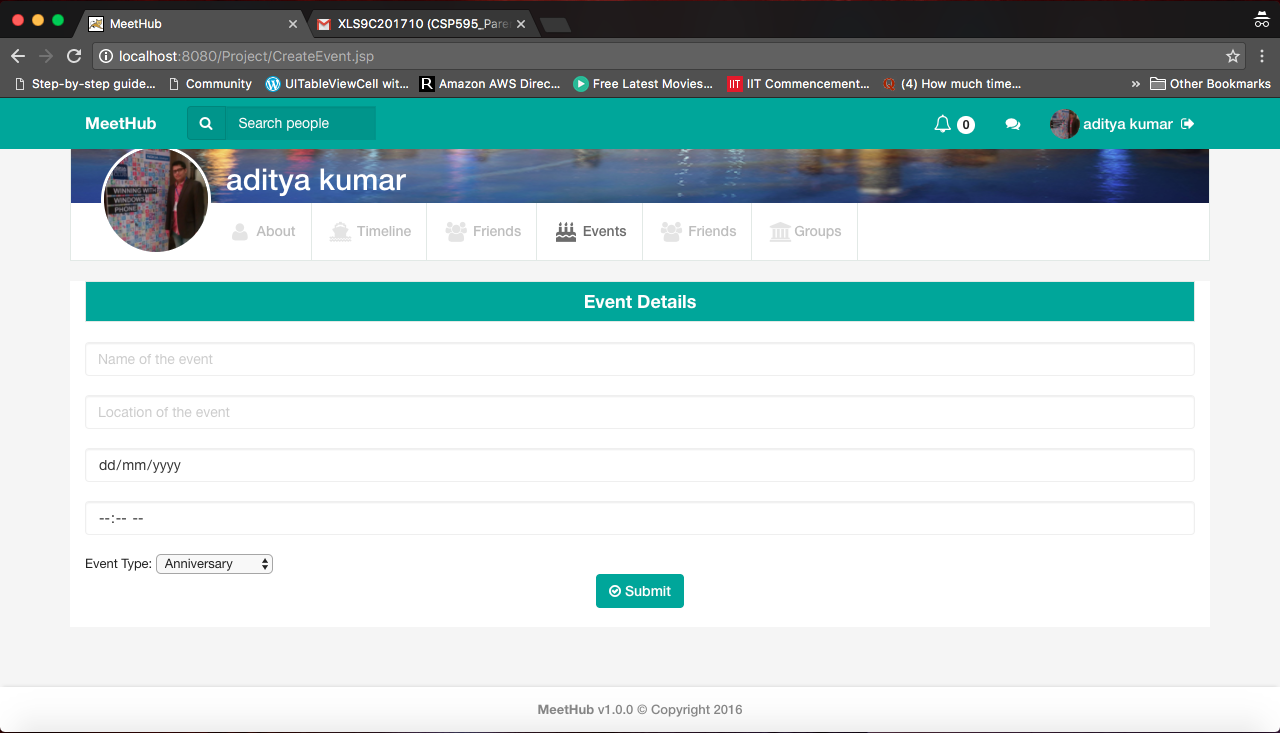 MeetHub
XLS9C201710 (CSP595_Pare
localhost:8080/Project/CreateEvent.jsp
Step-by-step guide... Community UITableViewCell wit... R Amazon AWS Direc... Free Latest Movies... IIT IIT Commencement... (4) How much time... » Other Bookmarks
MeetHub Search people 0 aditya kumar
WINNING WITH
WINDOWS
PHONE
aditya kumar
About Timeline Friends Events Friends Groups
Event Details
Name of the event
Location of the event
dd/mm/yyyy
--:-- --
Event Type: Anniversary
Submit
MeetHub v1.0.0 © Copyright 2016